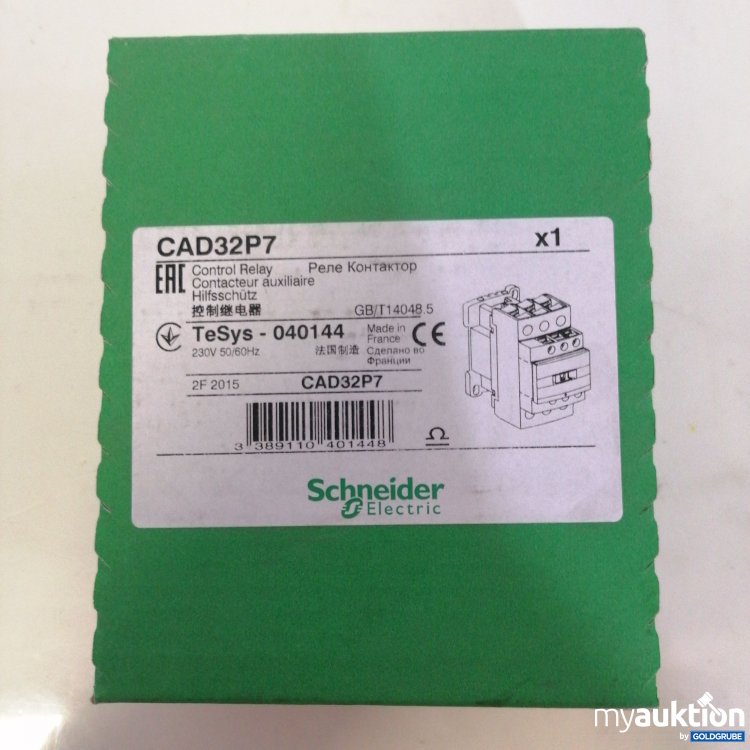 CAD32P7 x1
EAC Control Relay Реле Контактор
Contacteur auxiliaire
Hilfsschütz
控制继电器 GB/T14048.5
TeSys - 040144 Made in France CE
230V 50/60Hz 法国制造 Сделано во Франции
2F 2015 CAD32P7
3 389110 401448
Schneider
Electric
myauktion
by GOLDGRUBE